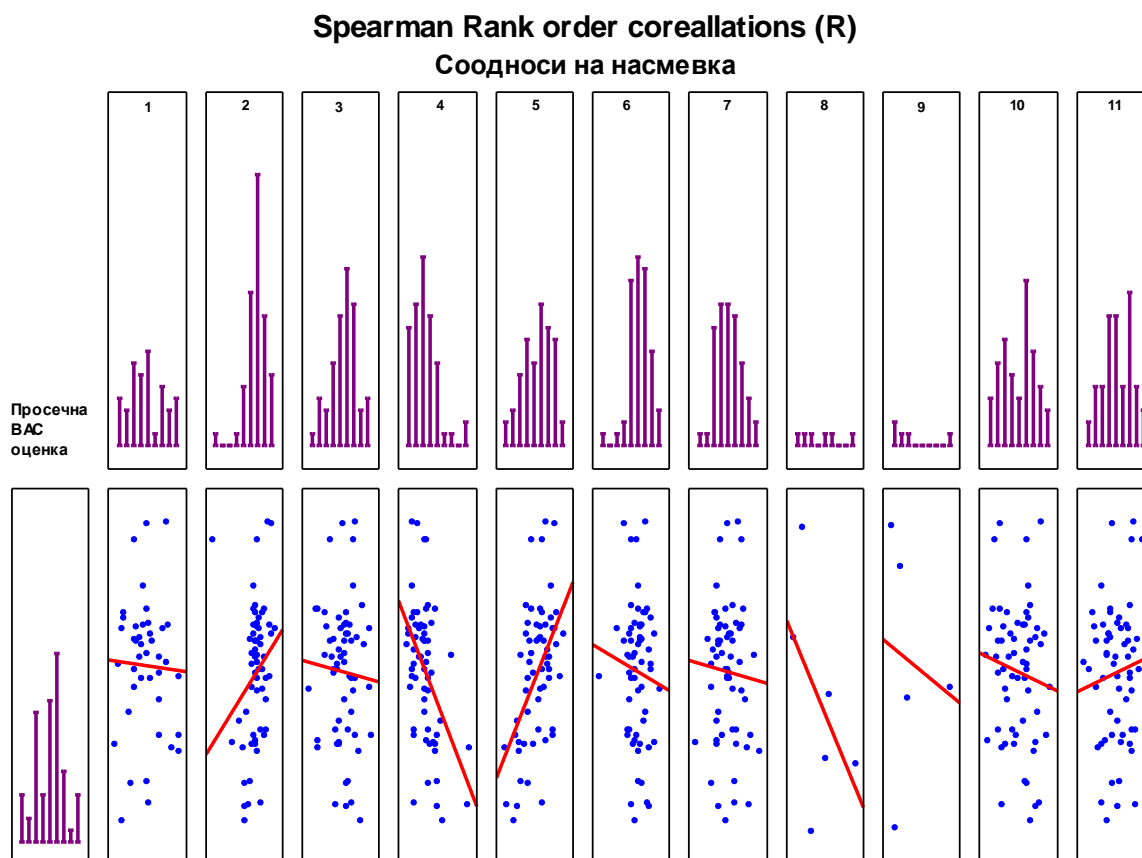 Spearman Rank order coreallations (R)
Соодноси на насмевка
1 2 3 4 5 6 7 8 9 10 11
Просечна
ВАС
оценка